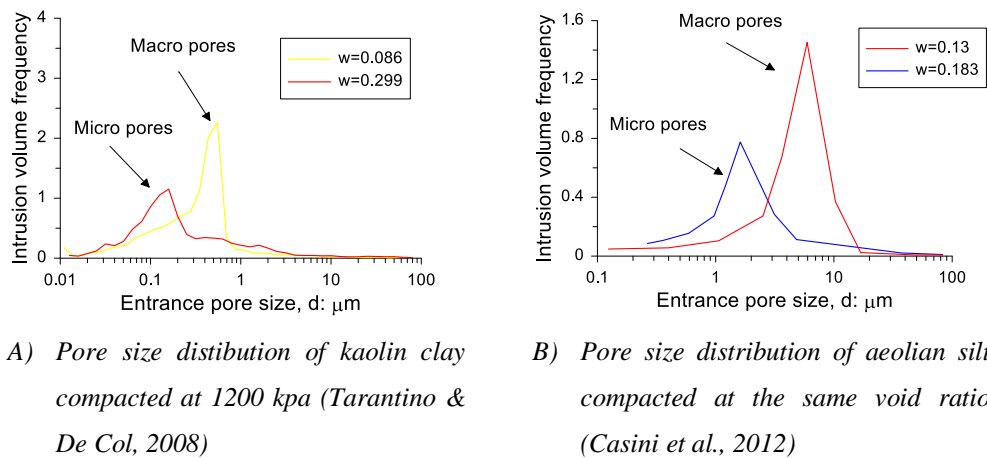 4
3
2
1
0
0.01
0.1
1
10
100
Intrusion volume frequency
Entrance pore size, d: μm
Macro pores
Micro pores
w=0.086
w=0.299
A) Pore size distibution of kaolin clay
compacted at 1200 kpa (Tarantino &
De Col, 2008)
1.6
1.2
0.8
0.4
0
0.1
1
10
100
Intrusion volume frequency
Entrance pore size, d: μm
Macro pores
Micro pores
w=0.13
w=0.183
B) Pore size distribution of aeolian silt
compacted at the same void ratio
(Casini et al., 2012)